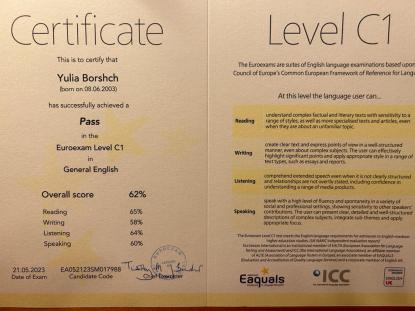 Certificate
This is to certify that
Yulia Borshch
(born on 08.06.2003)
has successfully achieved a
Pass
in the
Euroexam Level C1
in
General English
Overall score 62%
Reading 65%
Writing 58%
Listening 64%
Speaking 60%
21.05.2023
Date of Exam
EA052123SM017988
Candidate Code
Chief Executive
Level C1
The Euroexams are suites of English language examinations based upon
Council of Europe's Common European Framework of Reference for
At this level the language user can...
Reading
understand complex factual and literary texts with sensitivity to a
range of styles, as well as more specialised texts and articles, even
when they are about an unfamiliar topic.
Writing
create clear text and express points of view in a well-structured
manner, even about complex subjects. The user can effectively
highlight significant points and apply appropriate style in a range of
text types, such as essays and reports.
Listening
comprehend extended speech even when it is not clearly structured
and relationships are not overtly stated, including confidence in
understanding a range of media products.
Speaking
speak with a high level of fluency and spontaneity in a variety of
social and professional settings, showing sensitivity to other speakers'
contributions. The user can present clear, detailed and well-structured
descriptions of complex subjects, integrate sub-themes and apply
appropriate focus.
Eaquals
ICC
ENGLISH
UK